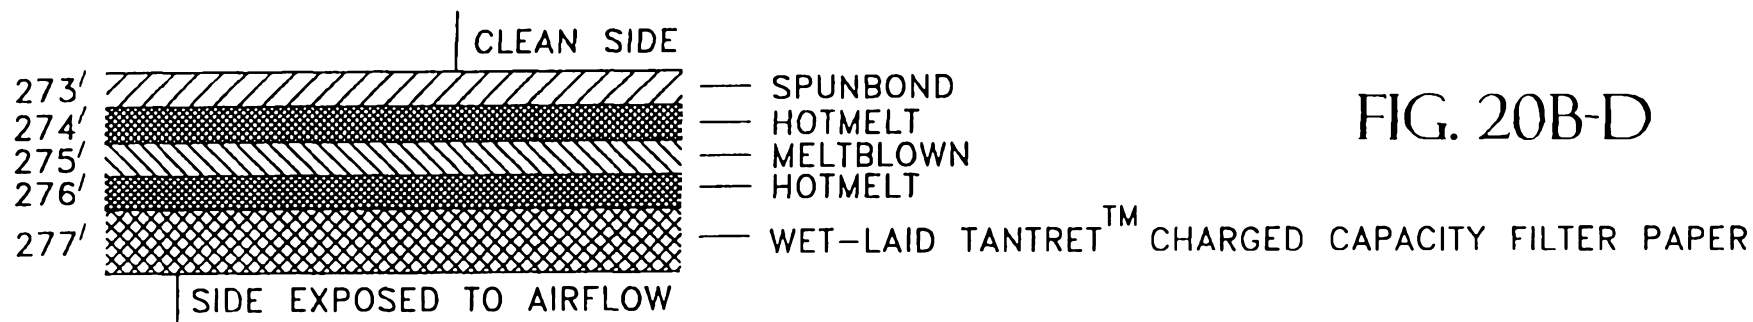 CLEAN SIDE
273' SPUNBOND
274' HOTMELT
275' MELTBLOWN
276' HOTMELT
277' WET-LAID TANTRET™ CHARGED CAPACITY FILTER PAPER
SIDE EXPOSED TO AIRFLOW
FIG. 20B-D